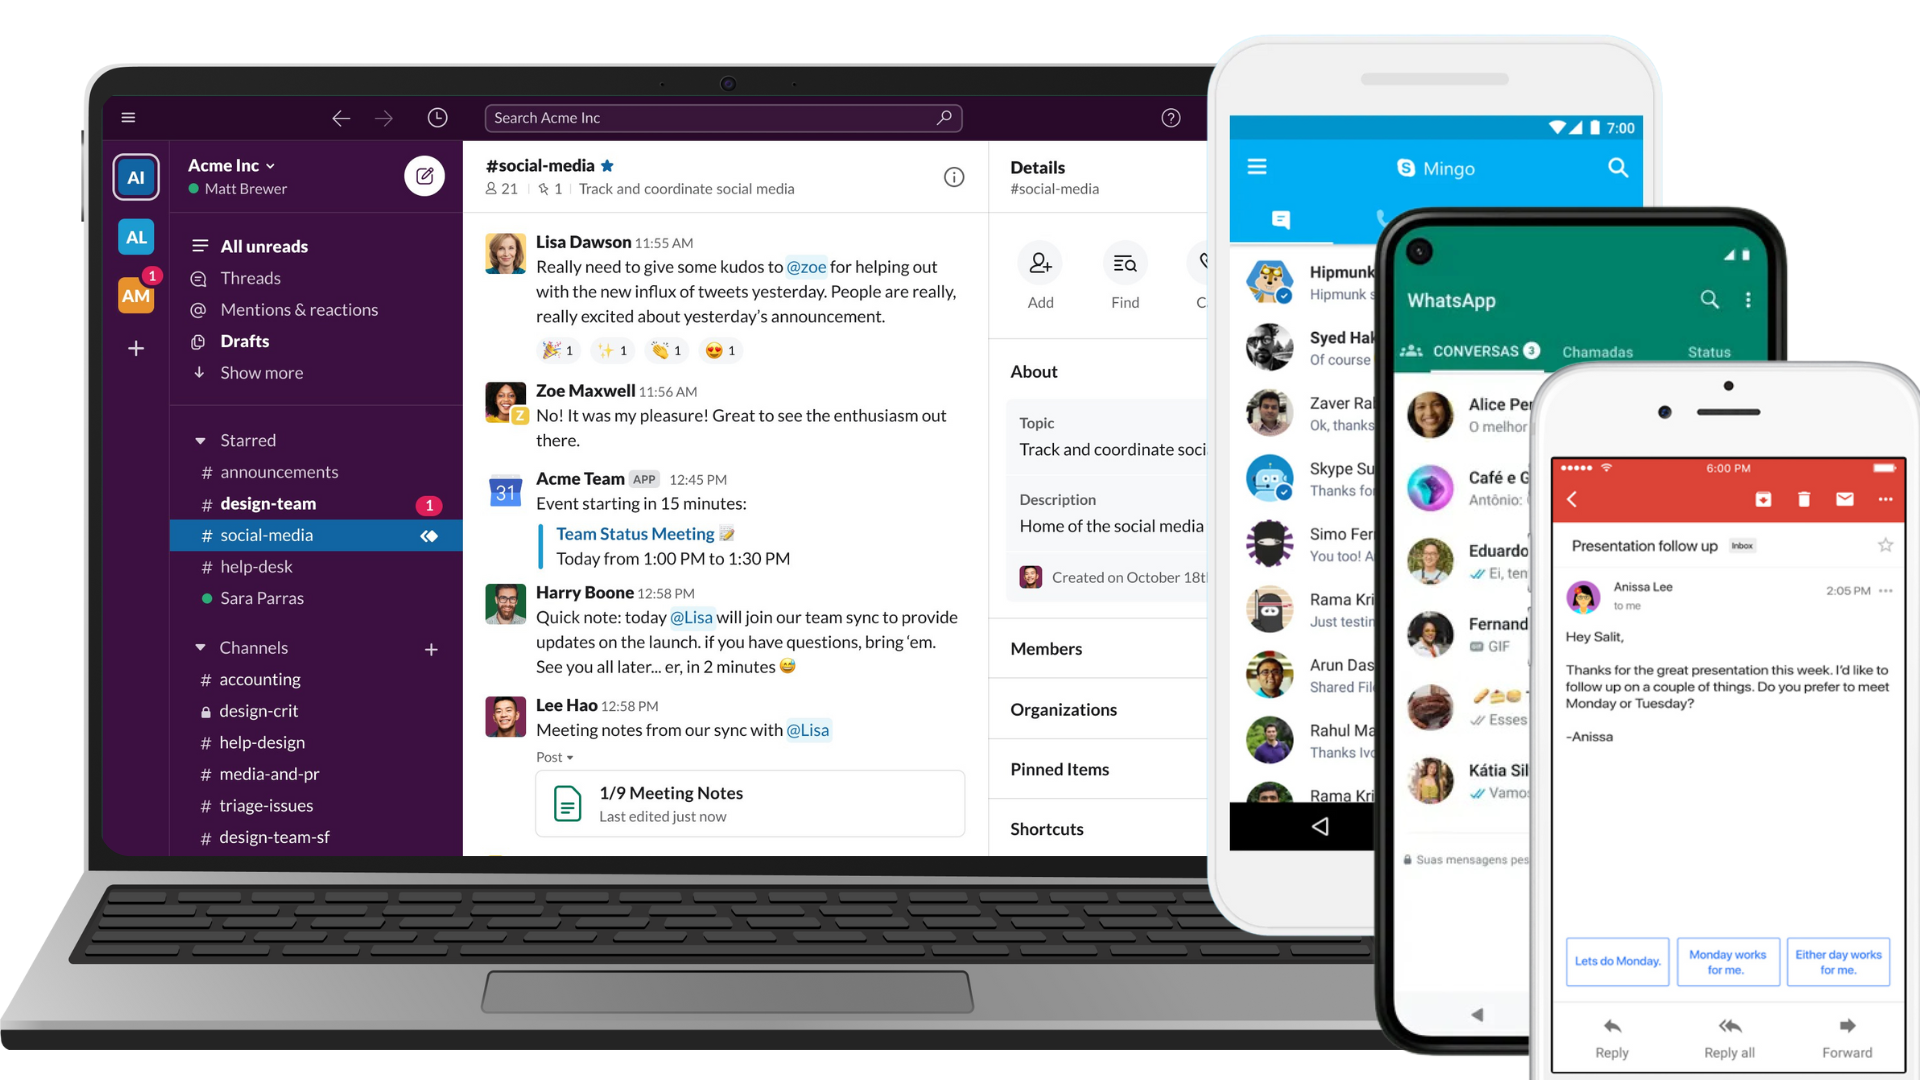 Search Acme Inc
AI
AL
1
AM
Acme Inc
Matt Brewer
All unreads
Threads
Mentions & reactions
Drafts
Show more
Starred
# announcements
# design-team 1
# social-media
# help-desk
Sara Parras
Channels
# accounting
design-crit
# help-design
# media-and-pr
# triage-issues
# design-team-sf
#social-media
21 1 Track and coordinate social media
Lisa Dawson 11:55 AM
Really need to give some kudos to @zoe for helping out
with the new influx of tweets yesterday. People are really,
really excited about yesterday's announcement.
1 1 1 1
Zoe Maxwell 11:56 AM
Z
No! It was my pleasure! Great to see the enthusiasm out
there.
Acme Team APP 12:45 PM
31
Event starting in 15 minutes:
Team Status Meeting
Today from 1:00 PM to 1:30 PM
Harry Boone 12:58 PM
Quick note: today @Lisa will join our team sync to provide
updates on the launch. if you have questions, bring 'em.
See you all later... er, in 2 minutes
Lee Hao 12:58 PM
Meeting notes from our sync with @Lisa
Post
1/9 Meeting Notes
Last edited just now
Details
#social-media
Add
Find
C
About
Topic
Track and coordinate soci
Description
Home of the social media
Created on October 18t
Members
Organizations
Pinned Items
Shortcuts
7:00
Mingo
Hipmunk
Hipmunk s
Syed Hak
Of course
Zaver Ra
Ok, thanks
Skype Su
Thanks fo
Simo Fer
You too! A
Rama Kri
Just testin
Arun Das
Shared Fil
Rahul Ma
Thanks Ivo
Rama Kri
WhatsApp
CONVERSAS 3 Chamadas Status
Alice Per
O melhor
Café e G
Antônio:
Eduardo
Ei, ten
Fernand
GIF
Esses
Kátia Sil
Vamo
Suas mensagens pes
6:00 PM
Presentation follow up Inbox
Anissa Lee
to me
2:05 PM
Hey Salit,
Thanks for the great presentation this week. I'd like to
follow up on a couple of things. Do you prefer to meet
Monday or Tuesday?
-Anissa
Lets do Monday.
Monday works
for me.
Either day works
for me.
Reply
Reply all
Forward